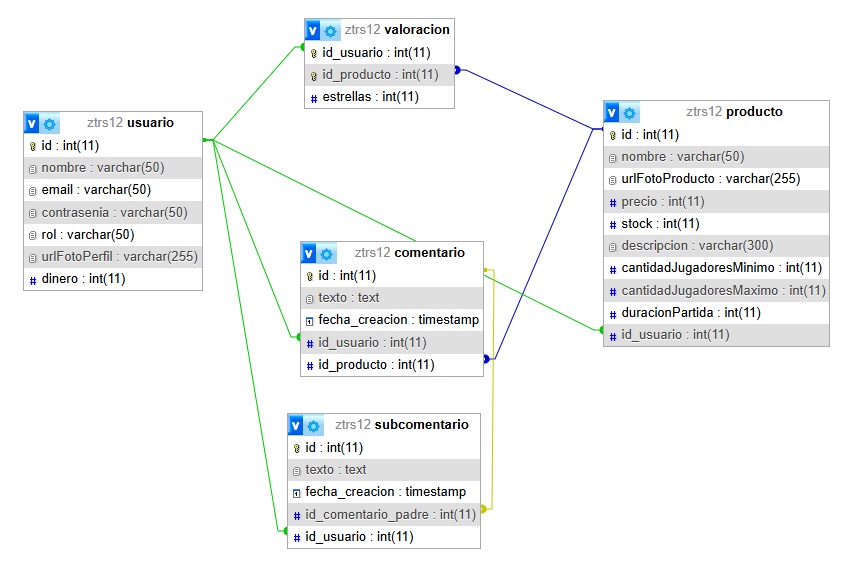 ztrs12 valoracion
id_usuario : int(11)
id_producto : int(11)
estrellas : int(11)
ztrs12 usuario
id : int(11)
nombre : varchar(50)
email : varchar(50)
contrasenia : varchar(50)
rol : varchar(50)
urlFotoPerfil : varchar(255)
dinero : int(11)
ztrs12 producto
id : int(11)
nombre : varchar(50)
urlFotoProducto : varchar(255)
precio : int(11)
stock : int(11)
descripcion : varchar(300)
cantidadJugadoresMinimo : int(11)
cantidadJugadoresMaximo : int(11)
duracionPartida : int(11)
id_usuario : int(11)
ztrs12 comentario
id : int(11)
texto : text
fecha_creacion : timestamp
id_usuario : int(11)
id_producto : int(11)
ztrs12 subcomentario
id : int(11)
texto : text
fecha_creacion : timestamp
id_comentario_padre : int(11)
id_usuario : int(11)